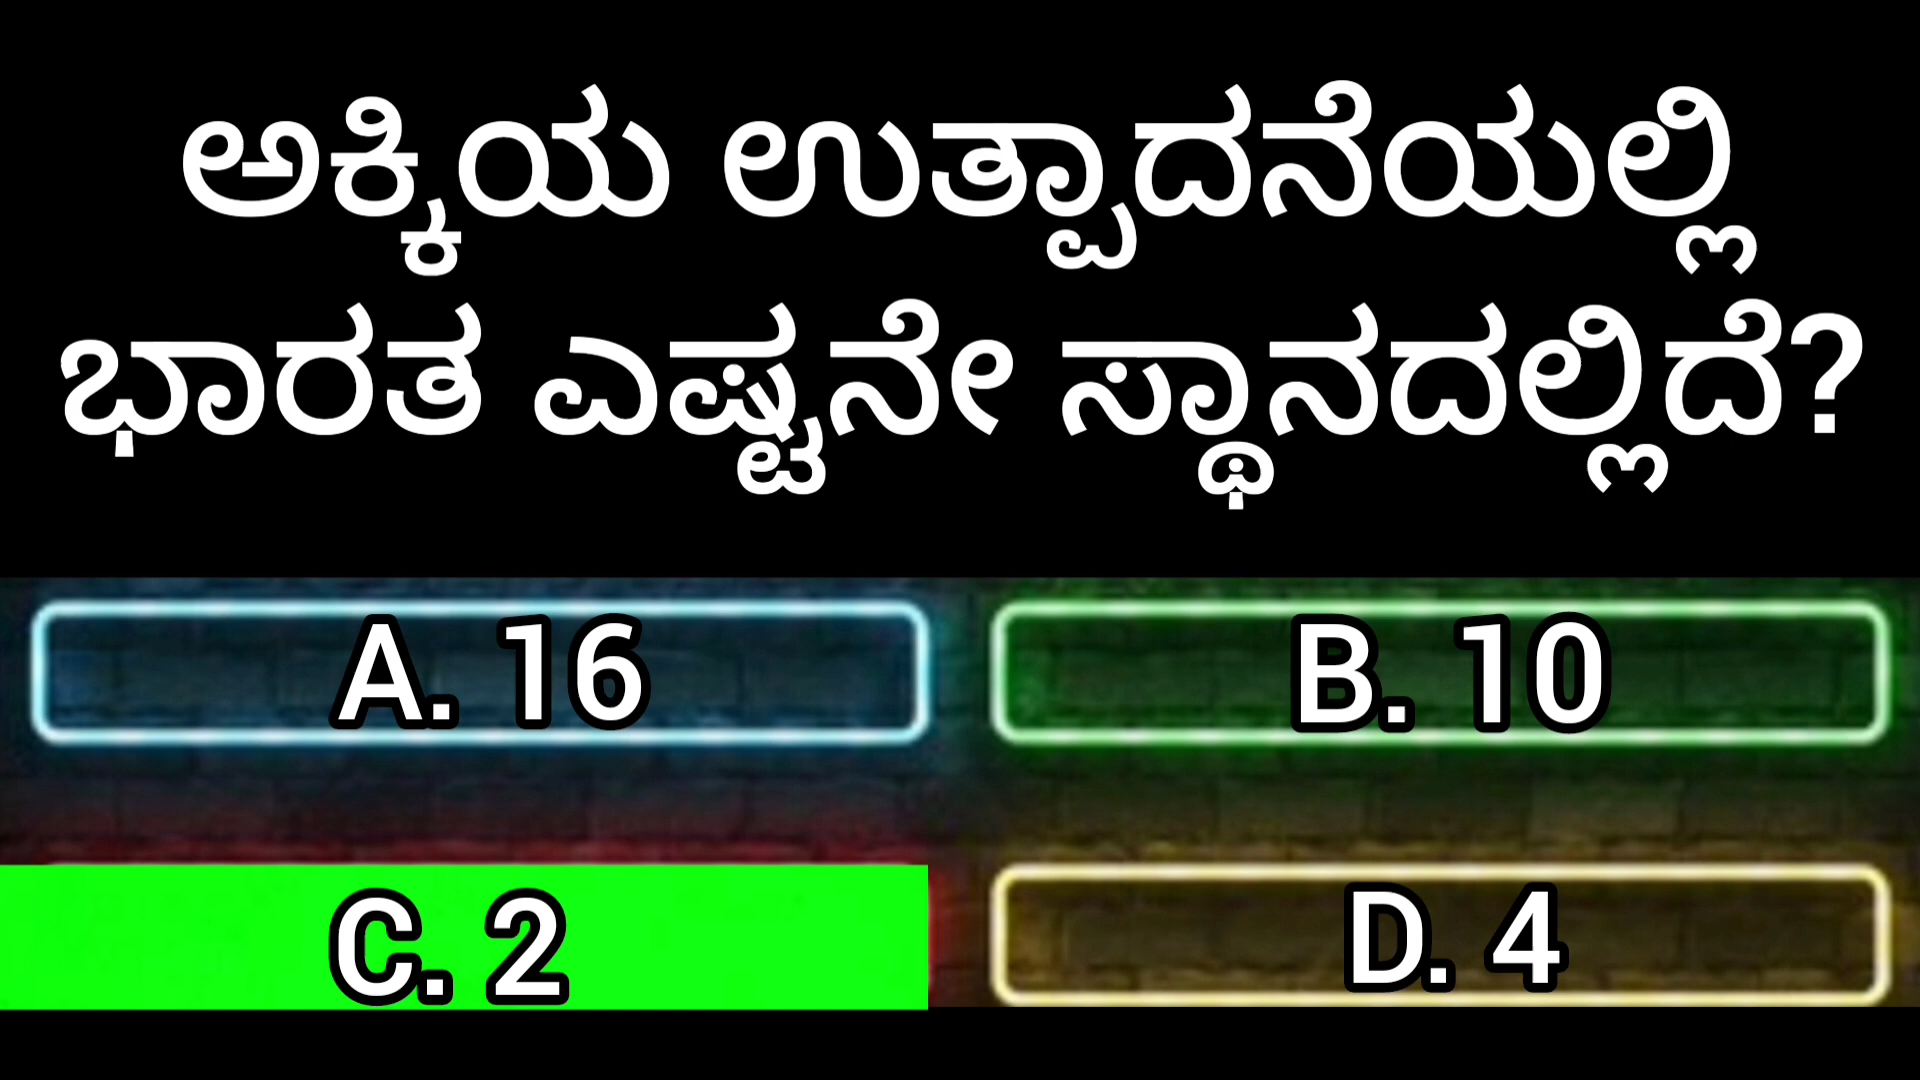 ಅಕ್ಕಿಯ ಉತ್ಪಾದನೆಯಲ್ಲಿ
ಭಾರತ ಎಷ್ಟನೇ ಸ್ಥಾನದಲ್ಲಿದೆ?
A. 16
B. 10
C. 2
D. 4